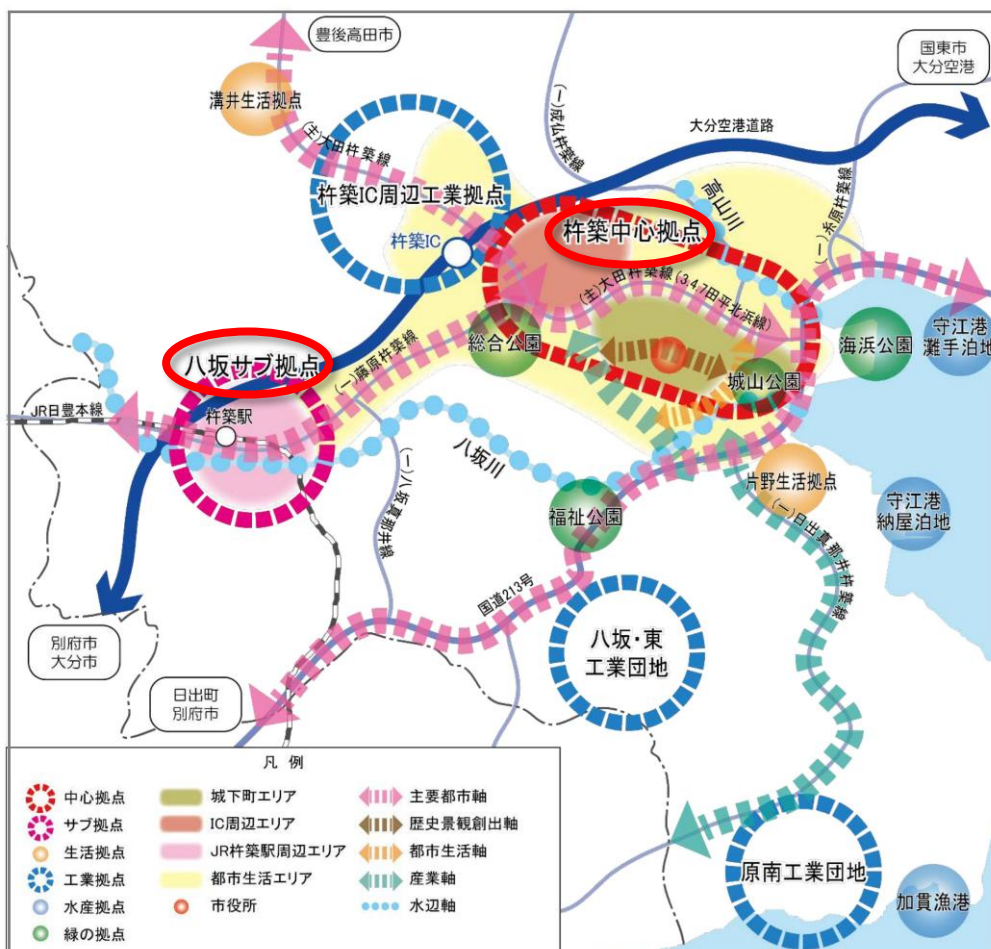 豊後高田市
国東市
大分空港
溝井生活拠点
(主)大田杵築線
(一)成仏杵築線
大分空港道路
高山川
(一)糸原杵築線
杵築IC周辺工業拠点
杵築IC
杵築中心拠点
(主)大田杵築線(3.4.7田平北浜線)
総合公園
城山公園
海浜公園
守江港
灘手泊地
八坂サブ拠点
(一)藤原杵築線
JR日豊本線
杵築駅
八坂川
(一)八坂真那井線
福祉公園
片野生活拠点
守江港
納屋泊地
(一)日出真那井杵築線
国道213号
八坂・東
工業団地
別府市
大分市
日出町
別府市
原南工業団地
加貫漁港
凡 例
中心拠点
サブ拠点
生活拠点
工業拠点
水産拠点
緑の拠点
城下町エリア
IC周辺エリア
JR杵築駅周辺エリア
都市生活エリア
市役所
主要都市軸
歴史景観創出軸
都市生活軸
産業軸
水辺軸